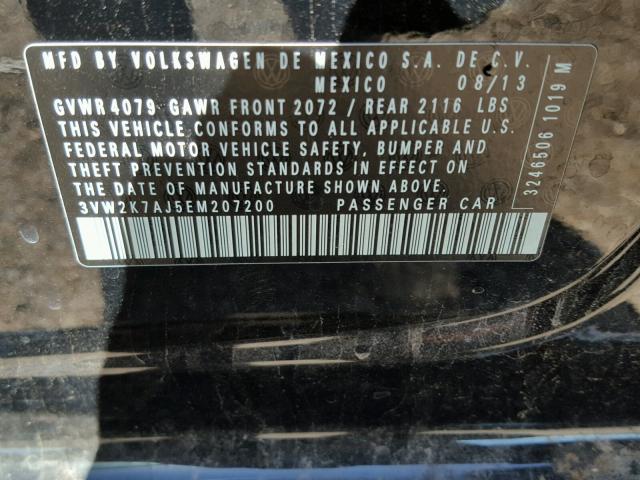 MFD BY VOLKSWAGEN DE MEXICO S.A. DE C.V.
MEXICO 08/13
GVWR 4079 GAWR FRONT 2072 / REAR 2116 LBS
THIS VEHICLE CONFORMS TO ALL APPLICABLE U.S.
FEDERAL MOTOR VEHICLE SAFETY, BUMPER AND
THEFT PREVENTION STANDARDS IN EFFECT ON
THE DATE OF MANUFACTURE SHOWN ABOVE.
3VW2K7AJ5EM207200 PASSENGER CAR
3246506 1019 M